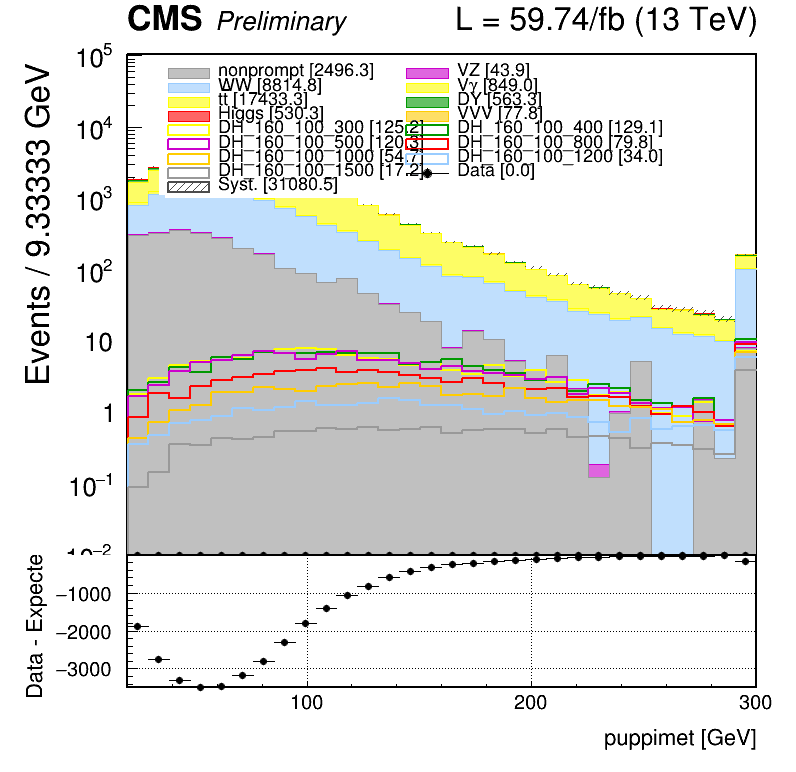 CMS Preliminary L = 59.74/fb (13 TeV)
Events / 9.33333 GeV
10^5
10^4
10^3
10^2
10
1
10^−1
10^−2
nonprompt [2496.3] VZ [43.9]
WW [8814.8] Vγ [849.0]
tt [17433.3] DY [563.3]
Higgs [530.3] VVV [77.8]
DH_160_100_300 [125.2] DH_160_100_400 [129.1]
DH_160_100_500 [120.3] DH_160_100_800 [79.8]
DH_160_100_1000 [54.7] DH_160_100_1200 [34.0]
DH_160_100_1500 [17.2] Data [0.0]
Syst. [31080.5]
Data - Expecte
−1000
−2000
−3000
100 200 300
puppimet [GeV]